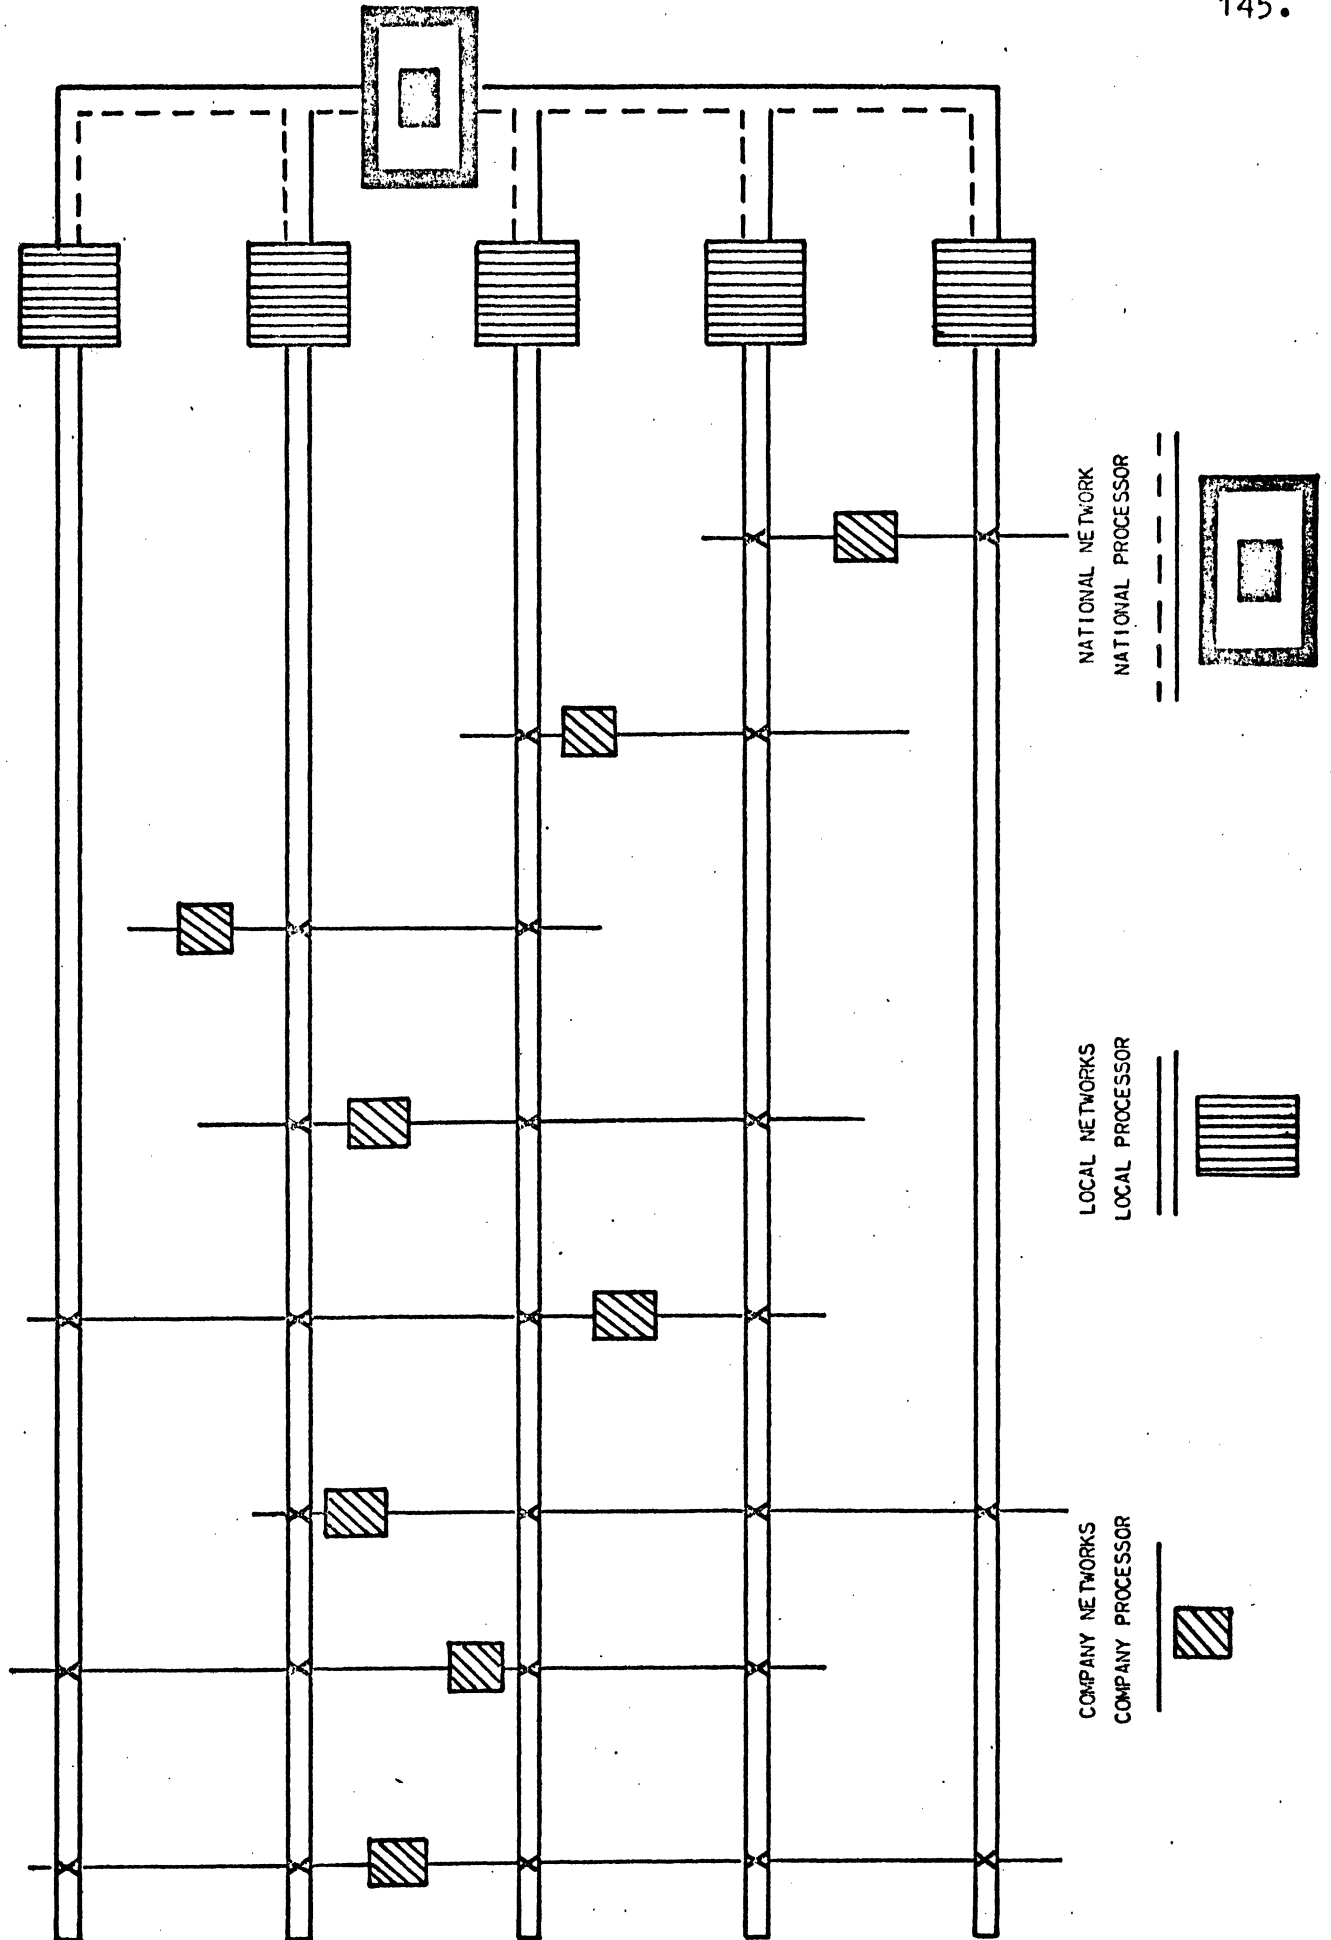 145.
NATIONAL NETWORK
NATIONAL PROCESSOR
LOCAL NETWORKS
LOCAL PROCESSOR
COMPANY NETWORKS
COMPANY PROCESSOR